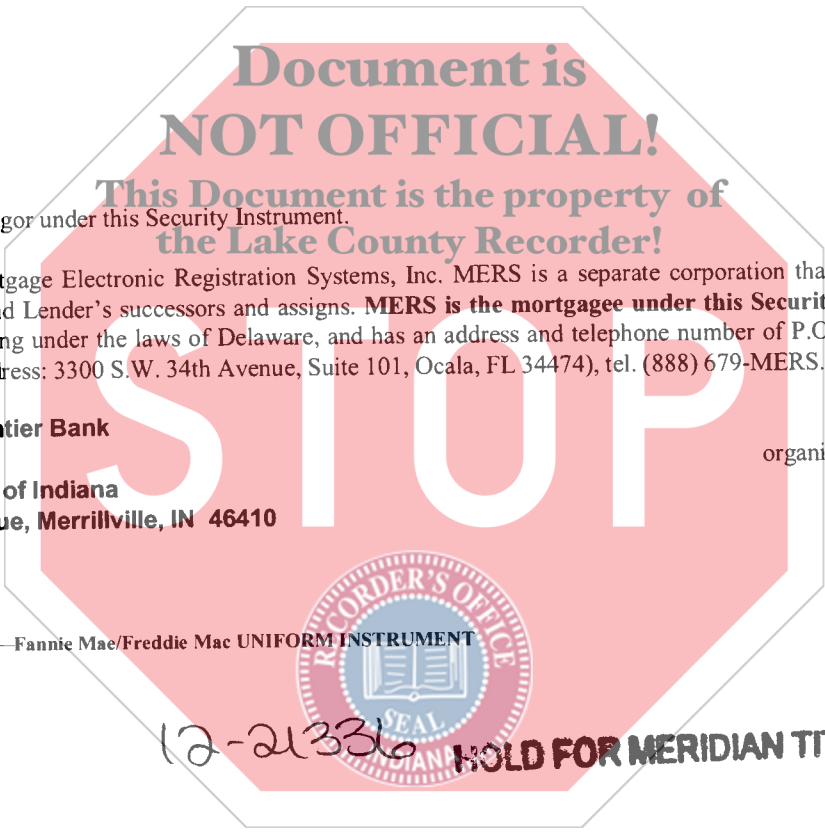 Document is
NOT OFFICIAL!
This Document is the property of
the Lake County Recorder!
gor under this Security Instrument.
tgage Electronic Registration Systems, Inc. MERS is a separate corporation tha
d Lender's successors and assigns. MERS is the mortgagee under this Securit
ng under the laws of Delaware, and has an address and telephone number of P.O
ress: 3300 S.W. 34th Avenue, Suite 101, Ocala, FL 34474), tel. (888) 679-MERS.
STOP
tier Bank
organi
of Indiana
ue, Merrillville, IN 46410
RECORDER'S OFFICE
SEAL
INDIANA
—Fannie Mae/Freddie Mac UNIFORM INSTRUMENT
12-21336
HOLD FOR MERIDIAN TI